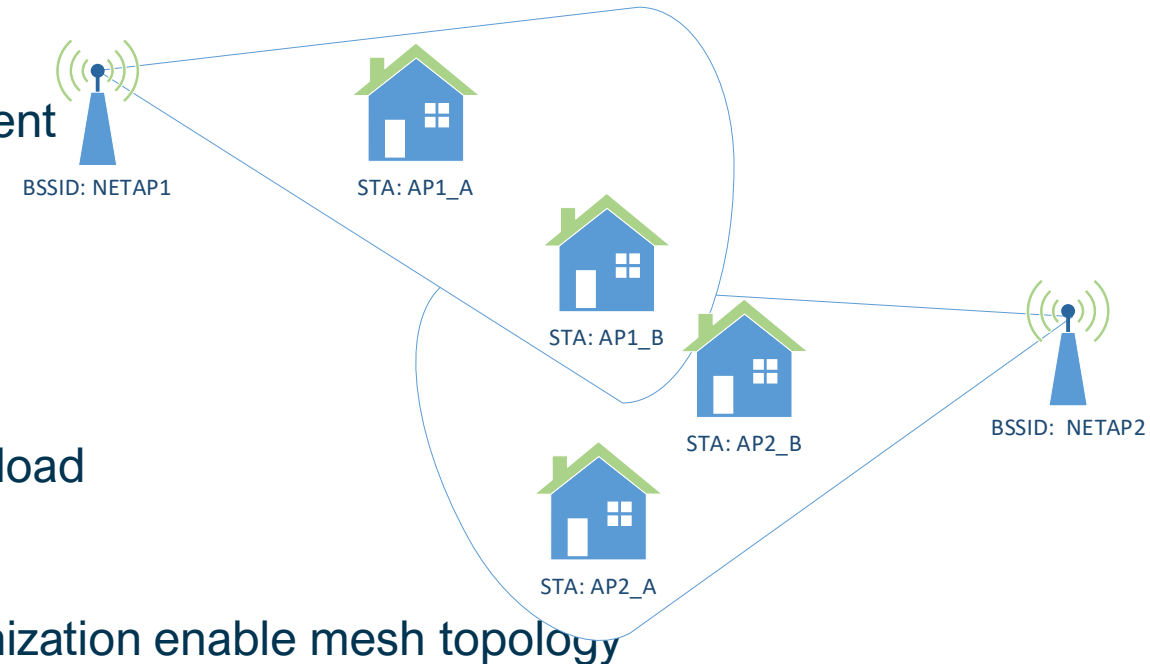 ent
BSSID: NETAP1
STA: AP1_A
STA: AP1_B
STA: AP2_B
BSSID: NETAP2
load
STA: AP2_A
nization enable mesh topology